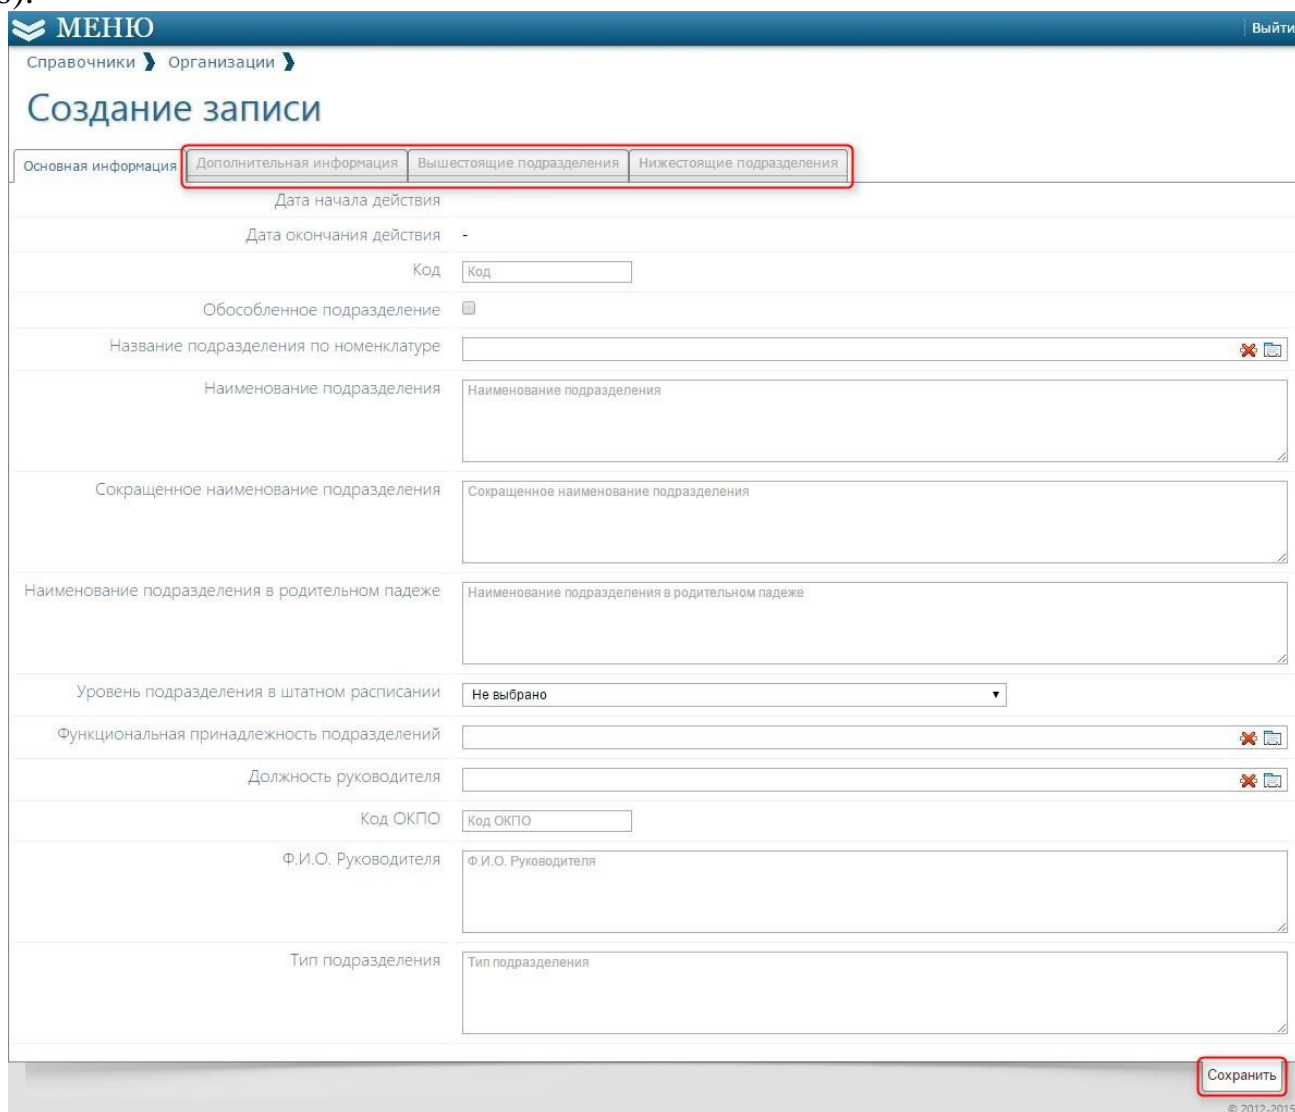 МЕНЮ Выйти
Справочники Организации
Создание записи
Основная информация Дополнительная информация Вышестоящие подразделения Нижестоящие подразделения
Дата начала действия
Дата окончания действия -
Код Код
Обособленное подразделение
Название подразделения по номенклатуре
Наименование подразделения Наименование подразделения
Сокращенное наименование подразделения Сокращенное наименование подразделения
Наименование подразделения в родительном падеже Наименование подразделения в родительном падеже
Уровень подразделения в штатном расписании Не выбрано
Функциональная принадлежность подразделений
Должность руководителя
Код ОКПО Код ОКПО
Ф.И.О. Руководителя Ф.И.О. Руководителя
Тип подразделения Тип подразделения
Сохранить
© 2012-2015